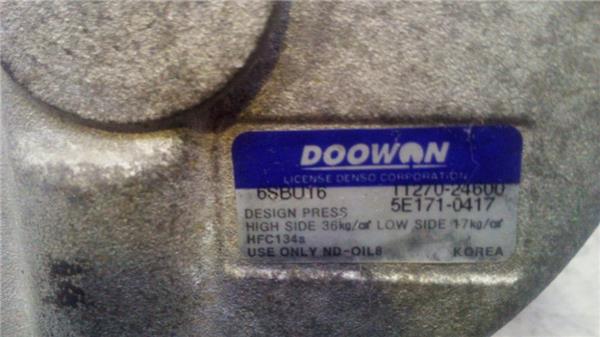 DOOWON
LICENSE DENSO CORPORATION
6SBU16 11270-24600
5E171-0417
DESIGN PRESS
HIGH SIDE 36kg/㎠ LOW SIDE 17kg/㎠
HFC134a
USE ONLY ND-OIL8 KOREA